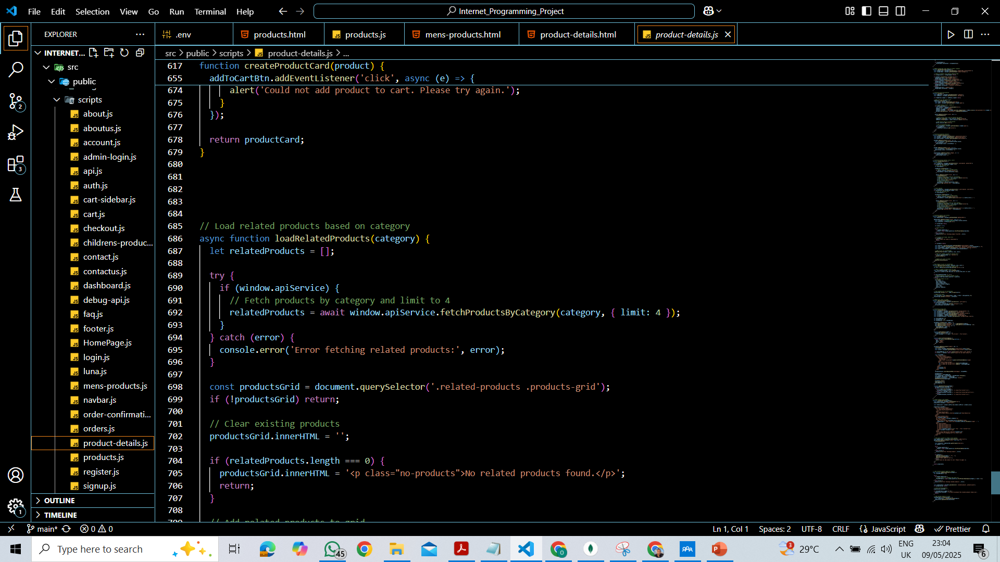 File Edit Selection View Go Run Terminal Help
Internet_Programming_Project
EXPLORER
.env
products.html
products.js
mens-products.html
product-details.html
product-details.js
INTERNET...
src > public > scripts > product-details.js > ...
src
public
scripts
about.js
aboutus.js
account.js
admin-login.js
api.js
auth.js
cart-sidebar.js
cart.js
checkout.js
childrens-produc...
contact.js
contactus.js
dashboard.js
debug-api.js
faq.js
footer.js
HomePage.js
login.js
luna.js
mens-products.js
navbar.js
order-confirmati...
orders.js
product-details.js
products.js
register.js
signup.js
OUTLINE
TIMELINE
2
3
1
617 function createProductCard(product) {
655 addToCartBtn.addEventListener('click', async (e) => {
674 alert('Could not add product to cart. Please try again.');
675 }
676 });
677
678 return productCard;
679 }
680
681
682
683
684
685 // Load related products based on category
686 async function loadRelatedProducts(category) {
687 let relatedProducts = [];
688
689 try {
690 if (window.apiService) {
691 // Fetch products by category and limit to 4
692 relatedProducts = await window.apiService.fetchProductsByCategory(category, { limit: 4 });
693 }
694 } catch (error) {
695 console.error('Error fetching related products:', error);
696 }
697
698 const productsGrid = document.querySelector('.related-products .products-grid');
699 if (!productsGrid) return;
700
701 // Clear existing products
702 productsGrid.innerHTML = '';
703
704 if (relatedProducts.length === 0) {
705 productsGrid.innerHTML = '<p class="no-products">No related products found.</p>';
706 return;
707 }
708
709 // Add related products to grid
main* 0 0
Ln 1, Col 1 Spaces: 2 UTF-8 CRLF JavaScript Prettier
Type here to search
45
3 29°C
ENG
UK
23:04
09/05/2025
6